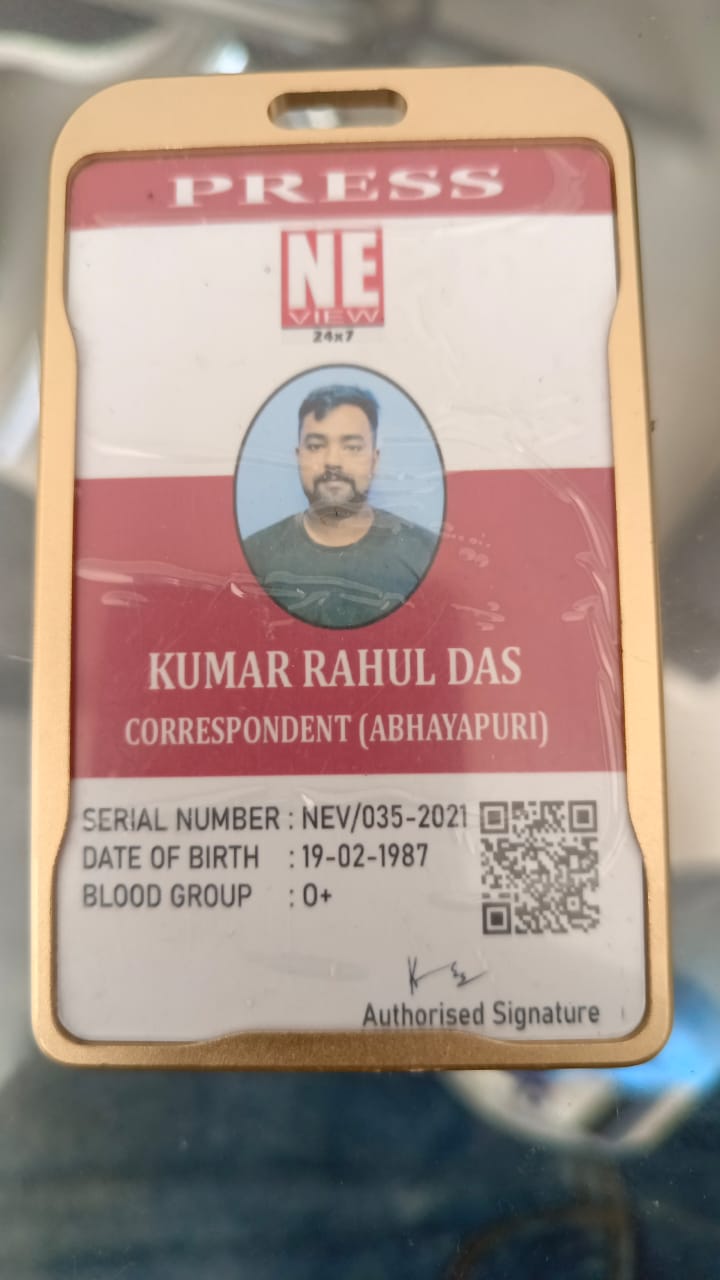 PRESS
NE
VIEW
24x7
KUMAR RAHUL DAS
CORRESPONDENT (ABHAYAPURI)
SERIAL NUMBER : NEV/035-2021
DATE OF BIRTH : 19-02-1987
BLOOD GROUP : O+
Authorised Signature